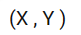 (X , Y )